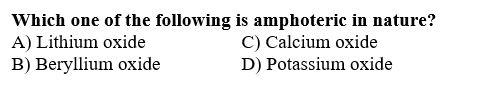 Which one of the following is amphoteric in nature?
A) Lithium oxide C) Calcium oxide
B) Beryllium oxide D) Potassium oxide